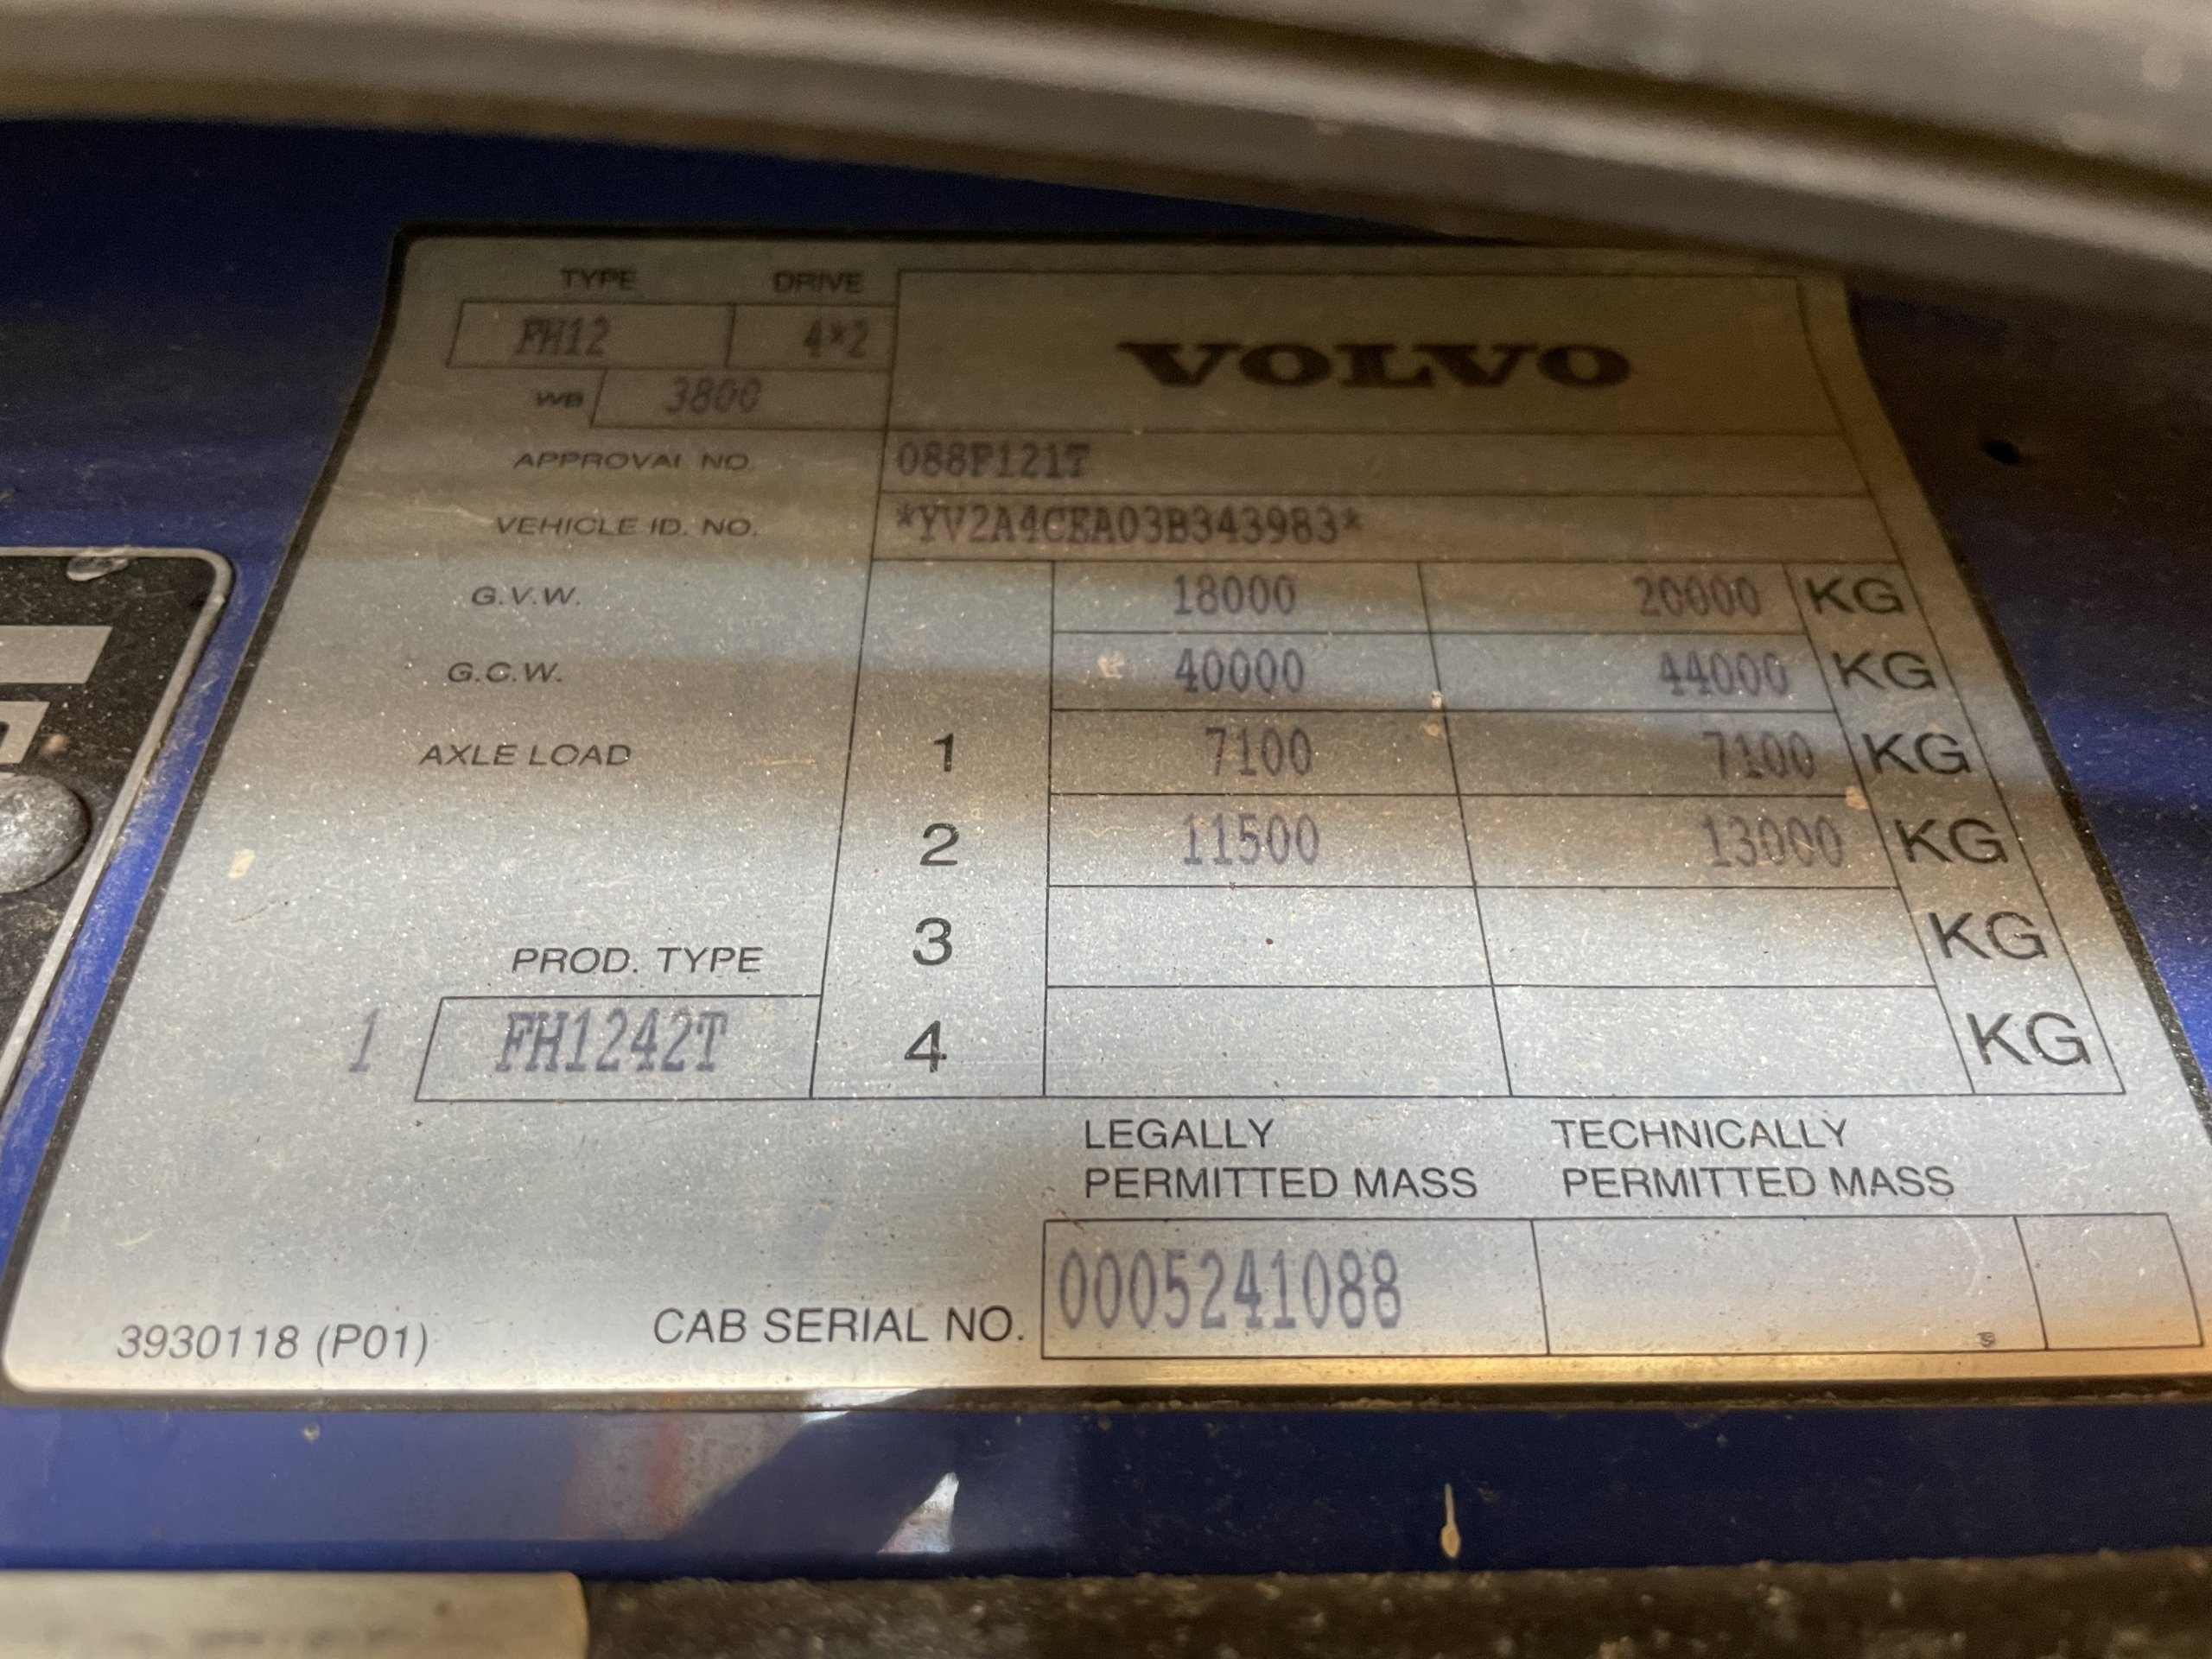 TYPE DRIVE
FH12 4*2
VOLVO
WB 3800
APPROVAL NO. 088F121T
VEHICLE ID. NO. *YV2A4CEA03B343983*
G.V.W. 18000 20000 KG
G.C.W. 40000 44000 KG
AXLE LOAD 1 7100 7100 KG
2 11500 13000 KG
3 KG
PROD. TYPE
1 FH1242T 4 KG
LEGALLY PERMITTED MASS
TECHNICALLY PERMITTED MASS
3930118 (P01) CAB SERIAL NO. 0005241088